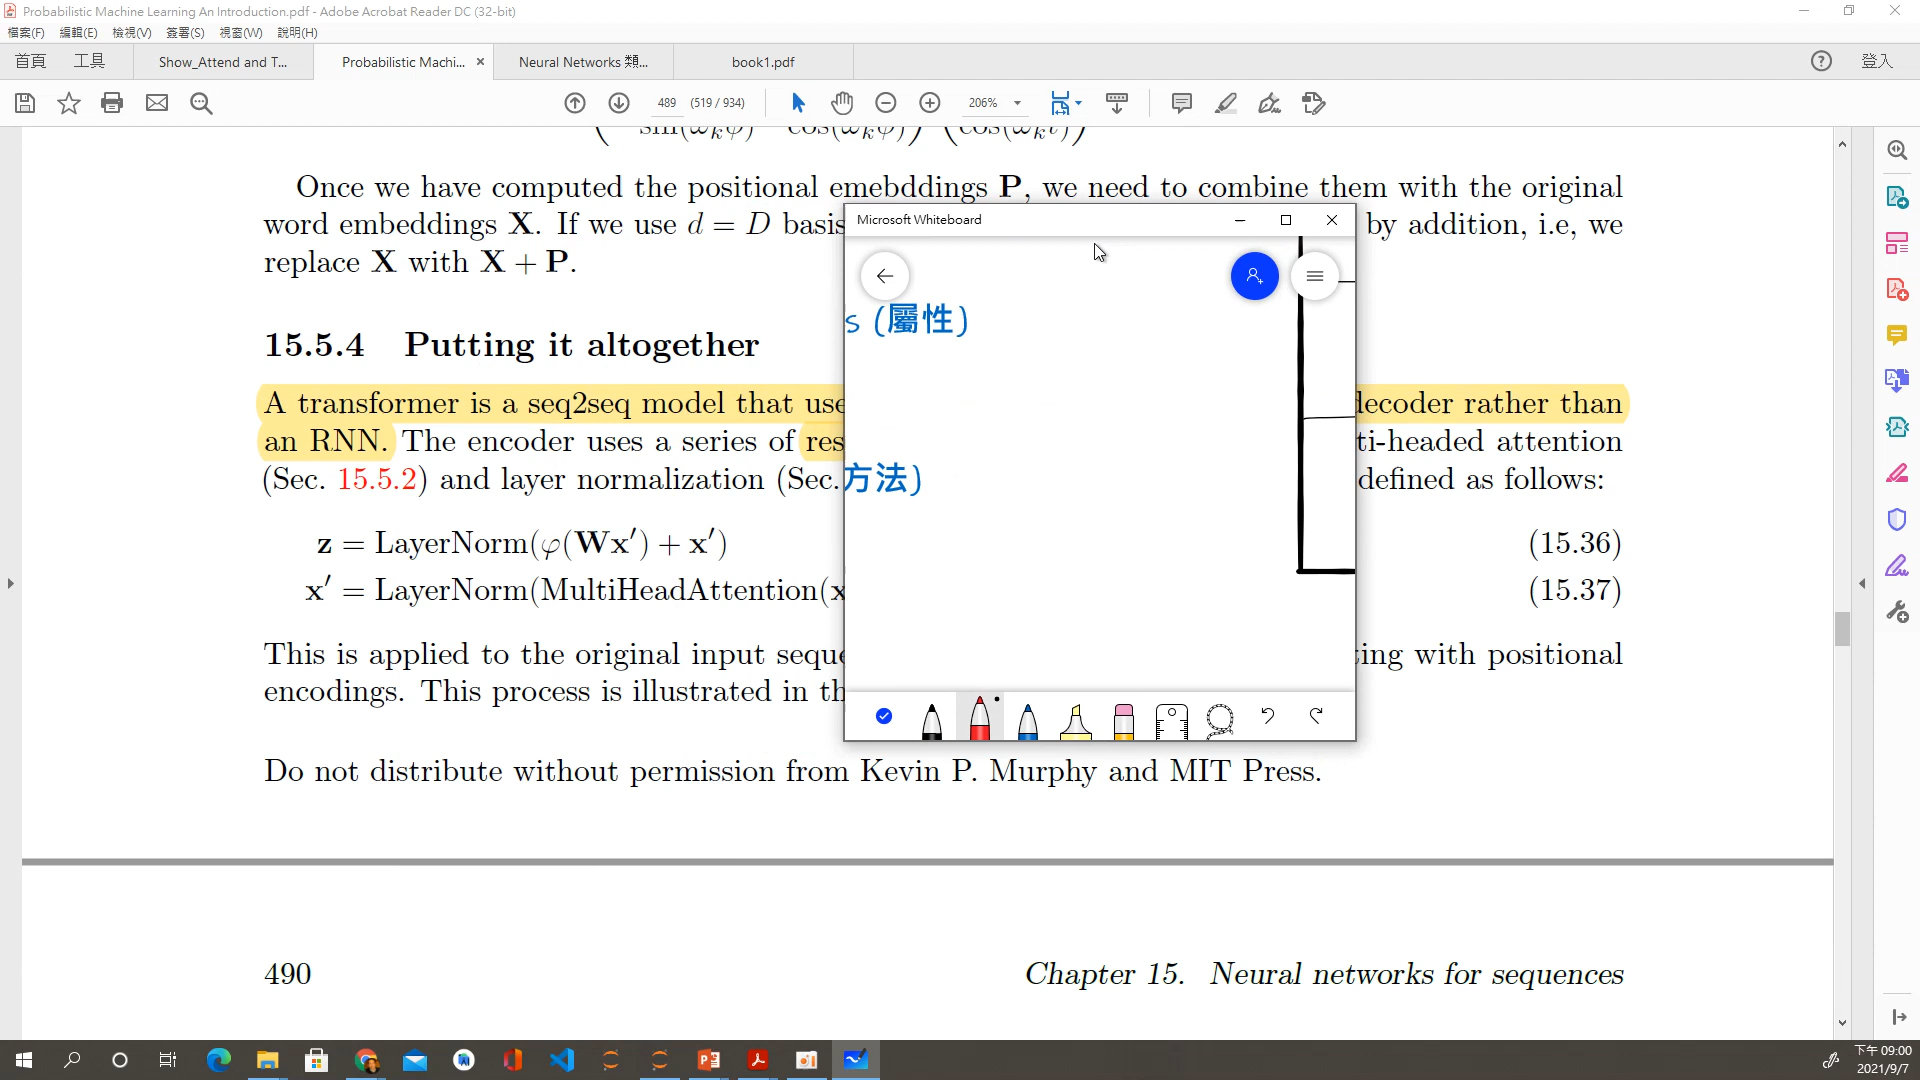 Probabilistic Machine Learning An Introduction.pdf - Adobe Acrobat Reader DC (32-bit)
檔案(F) 編輯(E) 檢視(V) 簽署(S) 視窗(W) 說明(H)
首頁 工具 Show_Attend and T... Probabilistic Machi... Neural Networks 類... book1.pdf 登入
489 (519 / 934) 206%
Once we have computed the positional emebddings P, we need to combine them with the original
word embeddings X. If we use d = D basis by addition, i.e, we
replace X with X + P.
15.5.4 Putting it altogether
A transformer is a seq2seq model that use decoder rather than
an RNN. The encoder uses a series of res ti-headed attention
(Sec. 15.5.2) and layer normalization (Sec. defined as follows:
z = LayerNorm(φ(Wx′) + x′) (15.36)
x′ = LayerNorm(MultiHeadAttention(x (15.37)
This is applied to the original input seque ting with positional
encodings. This process is illustrated in th
Do not distribute without permission from Kevin P. Murphy and MIT Press.
490 Chapter 15. Neural networks for sequences
Microsoft Whiteboard
s (屬性)
方法)
下午 09:00
2021/9/7